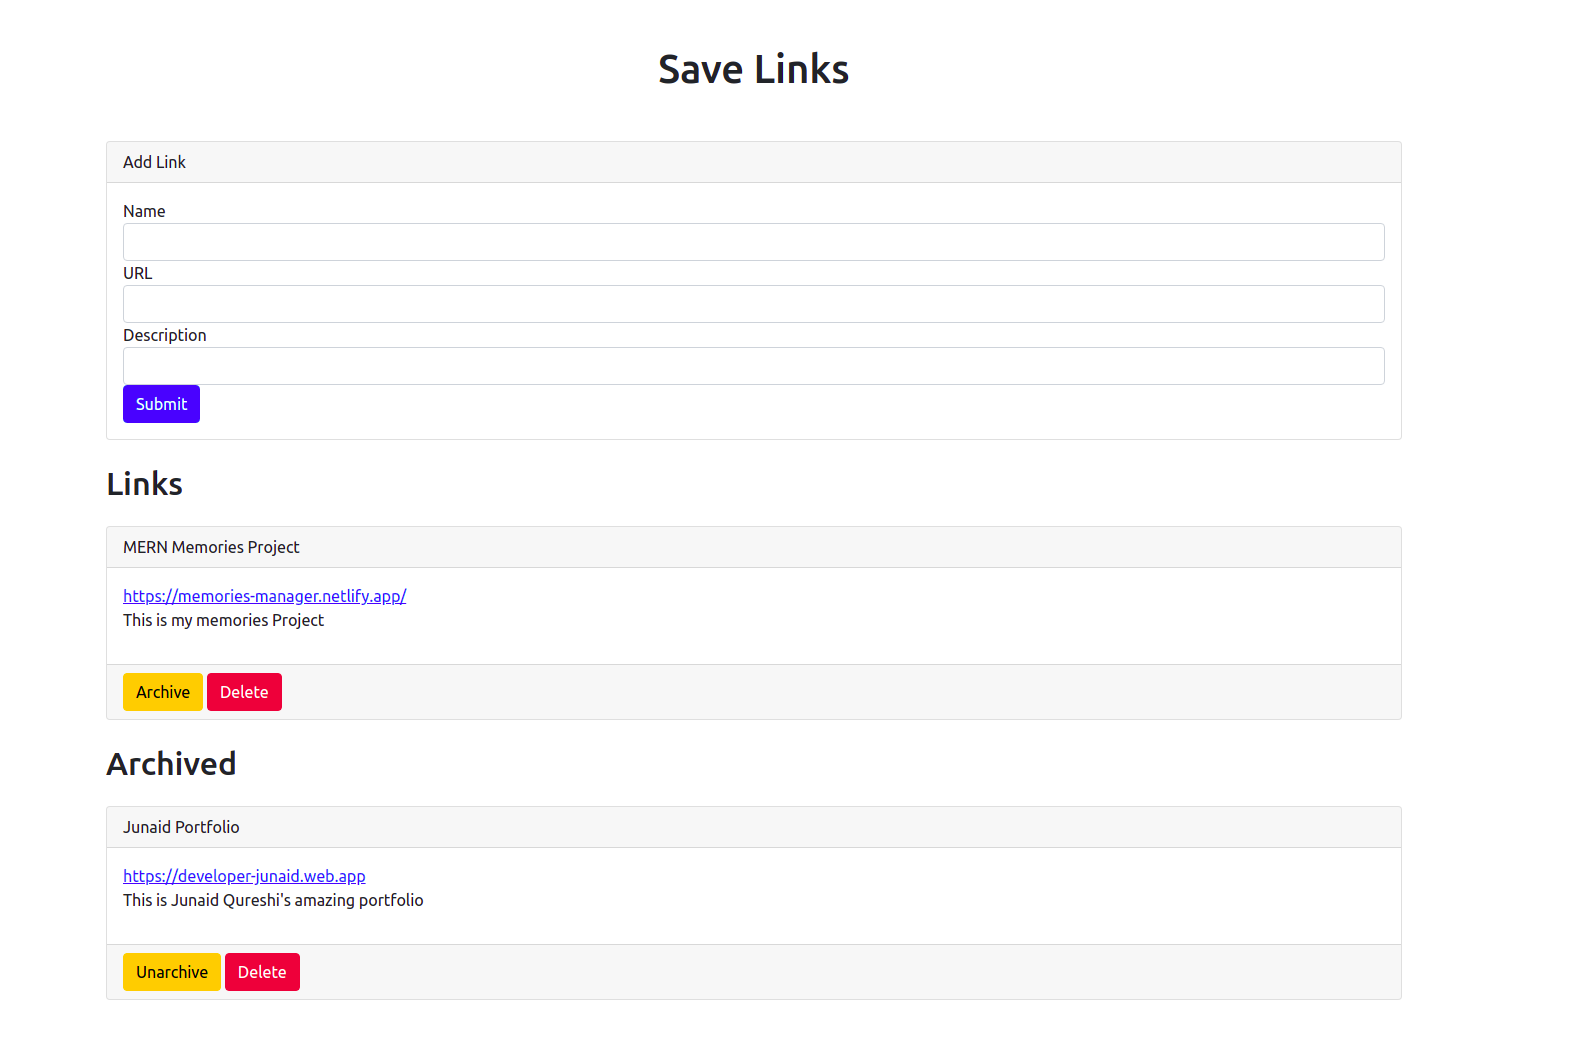 Save Links
Add Link
Name
URL
Description
Submit
Links
MERN Memories Project
https://memories-manager.netlify.app/
This is my memories Project
Archive Delete
Archived
Junaid Portfolio
https://developer-junaid.web.app
This is Junaid Qureshi's amazing portfolio
Unarchive Delete